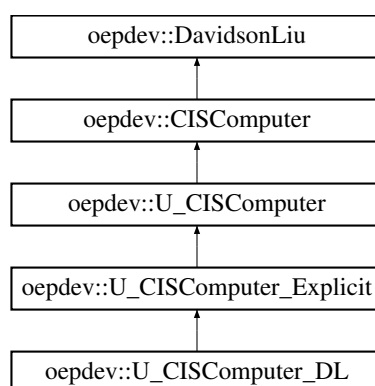 oepdev::DavidsonLiu
oepdev::CISComputer
oepdev::U_CISComputer
oepdev::U_CISComputer_Explicit
oepdev::U_CISComputer_DL